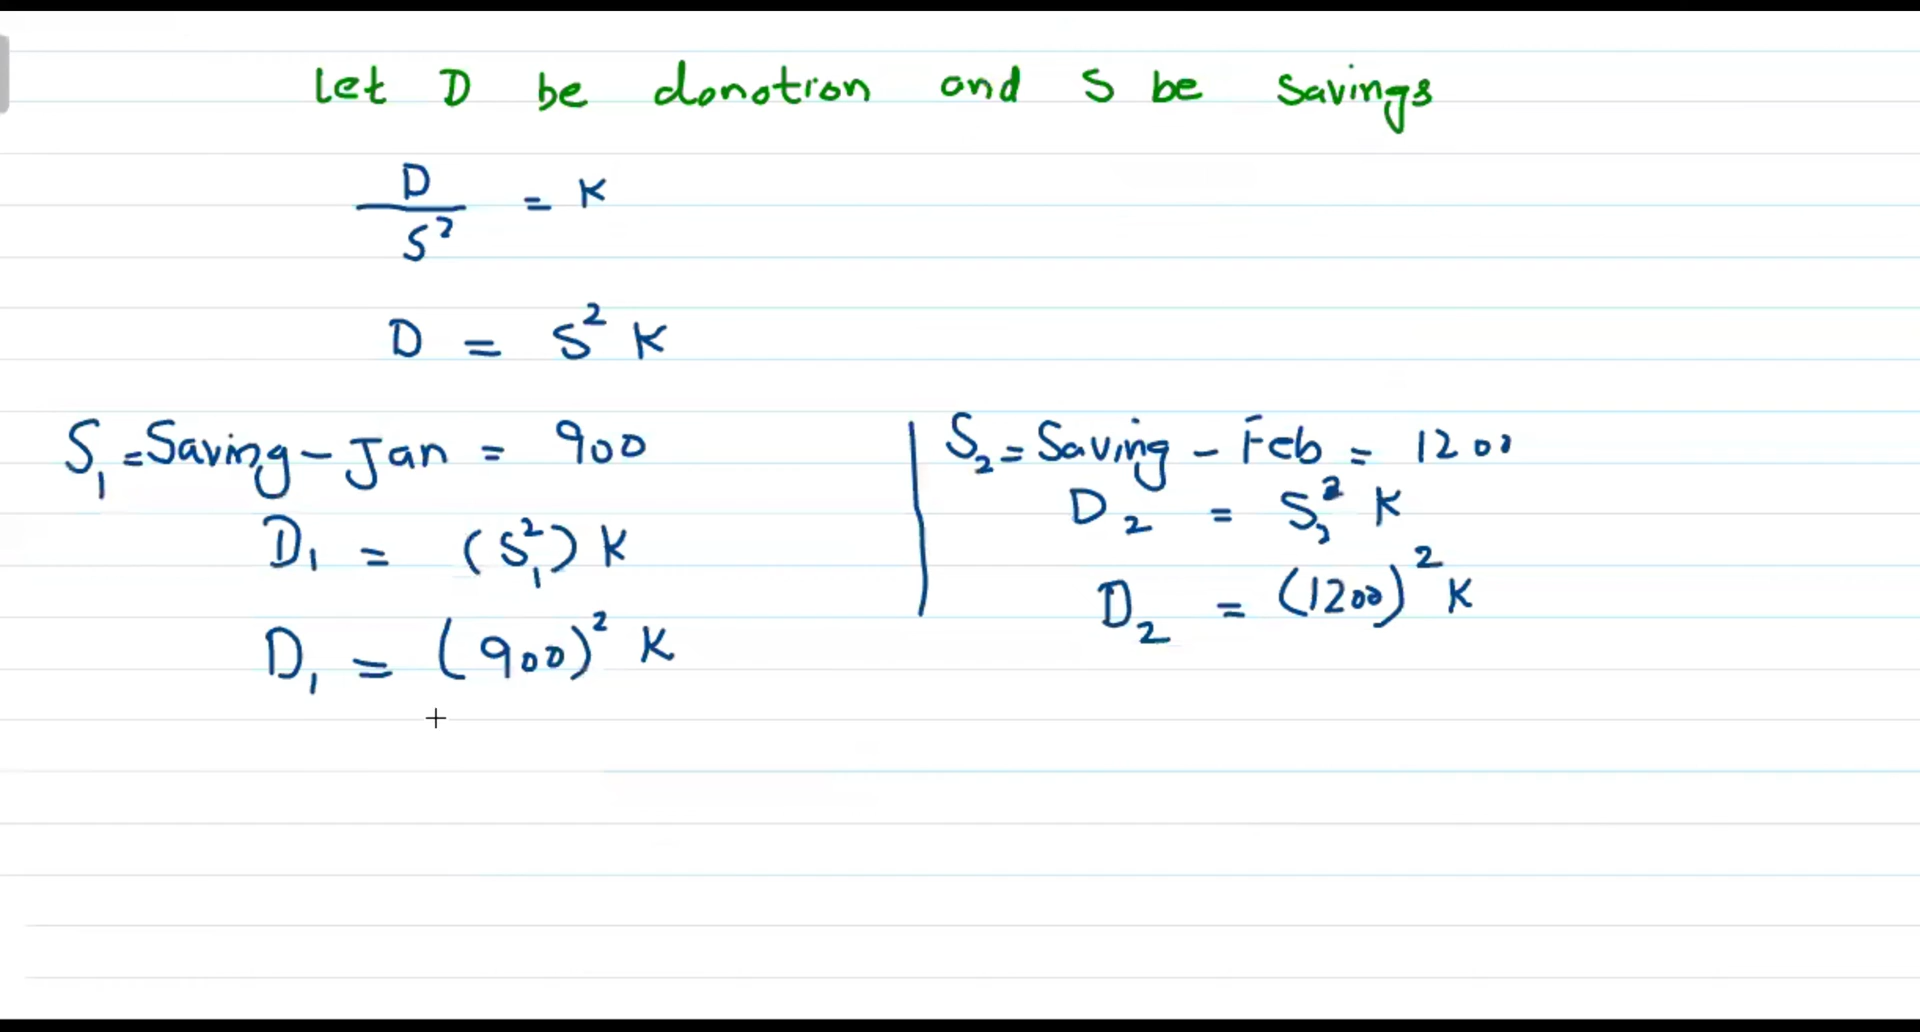 Let D be donation and S be Savings
D
S² = K
D = S² K
S₁ = Saving - Jan = 900
D₁ = (S₁²) K
D₁ = (900)² K
S₂ = Saving - Feb = 1200
D₂ = S₂² K
D₂ = (1200)² K